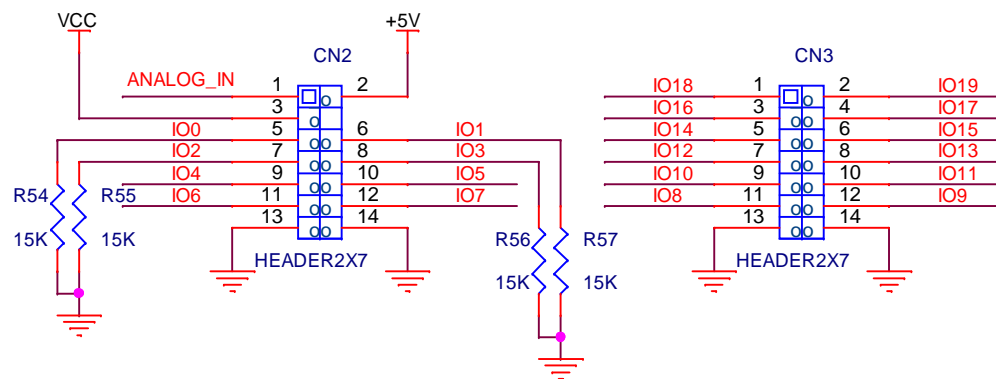 VCC +5V
CN2 CN3
ANALOG_IN 1 2 IO18 1 2 IO19
3 IO16 3 4 IO17
IO0 5 6 IO1 IO14 5 6 IO15
IO2 7 8 IO3 IO12 7 8 IO13
IO4 9 10 IO5 IO10 9 10 IO11
R54 R55 IO6 11 12 IO7 IO8 11 12 IO9
13 14 13 14
15K 15K R56 R57
HEADER2X7 HEADER2X7
15K 15K